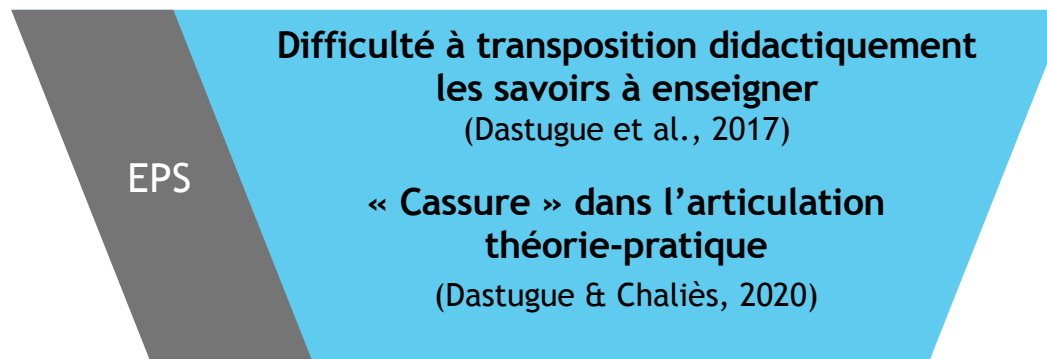 Difficulté à transposition didactiquement
les savoirs à enseigner
(Dastugue et al., 2017)
EPS
« Cassure » dans l'articulation
théorie-pratique
(Dastugue & Chaliès, 2020)